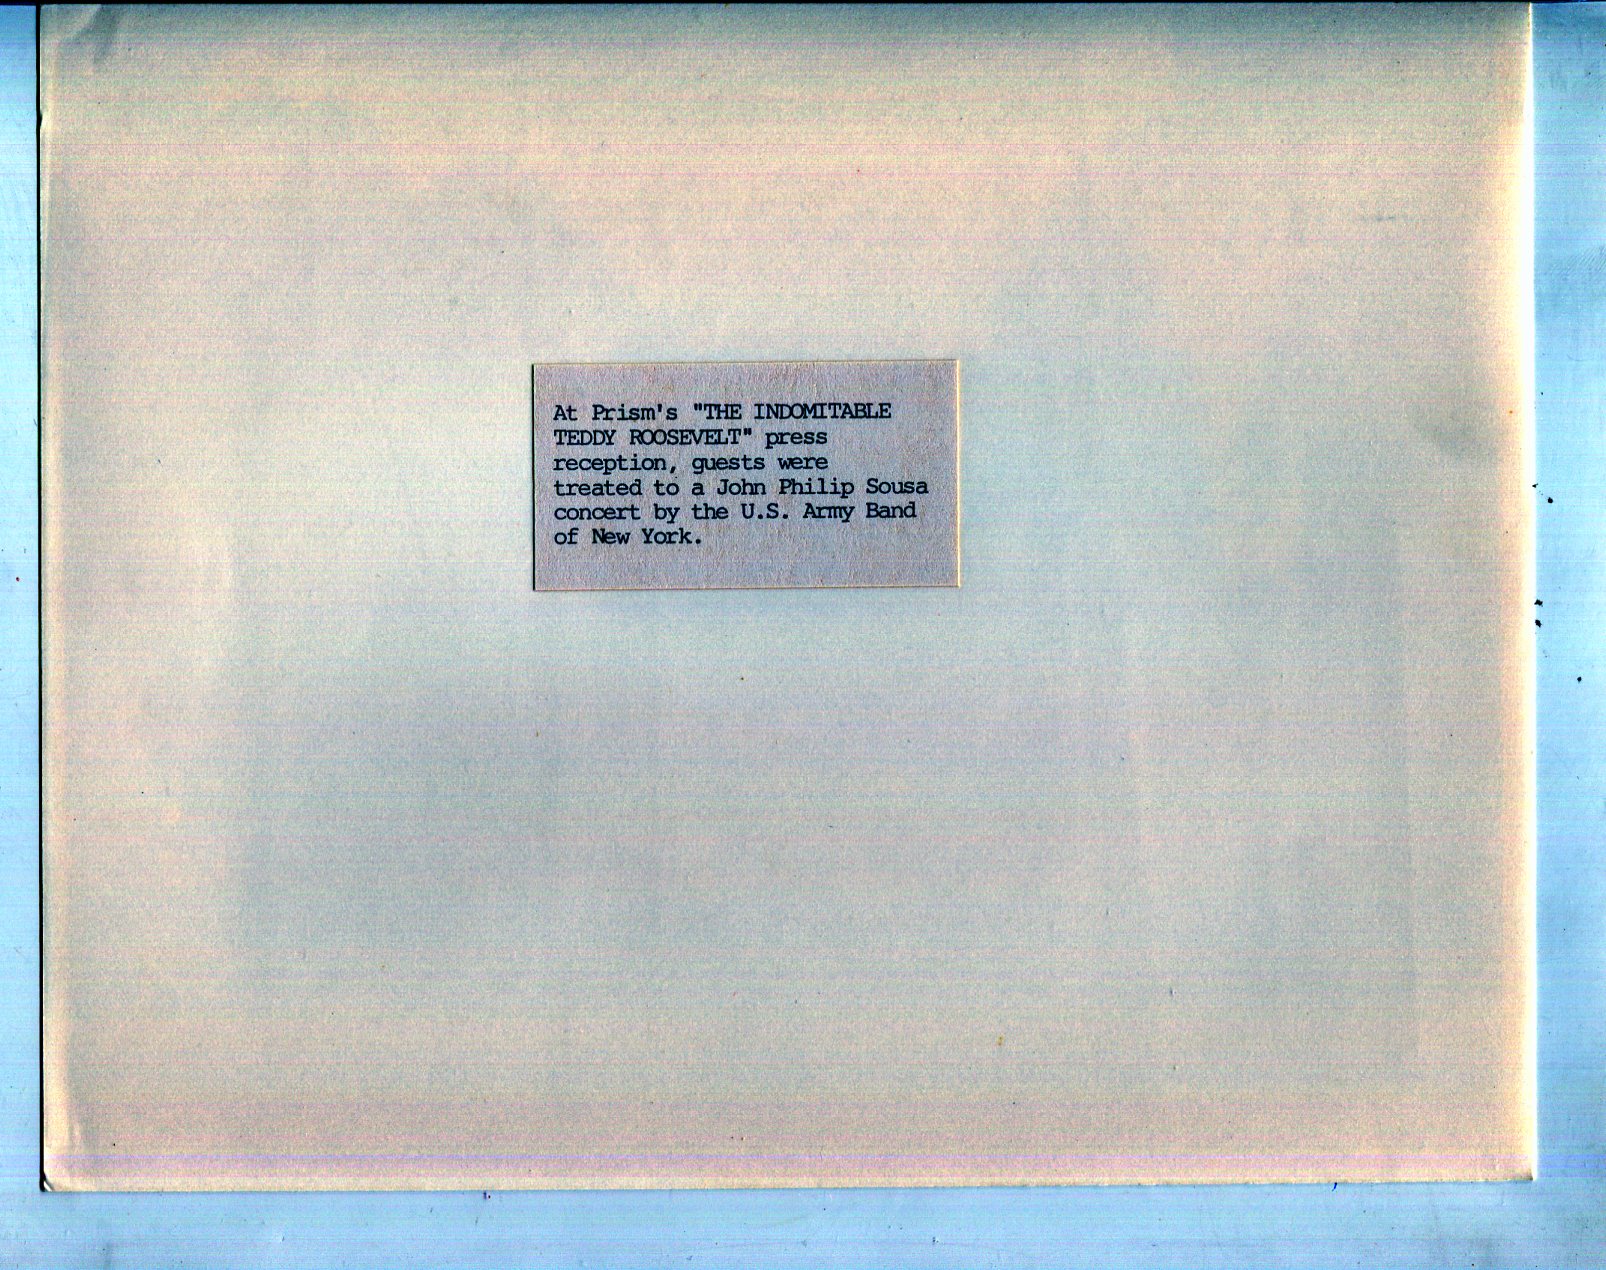 At Prism's "THE INDOMITABLE
TEDDY ROOSEVELT" press
reception, guests were
treated to a John Philip Sousa
concert by the U.S. Army Band
of New York.